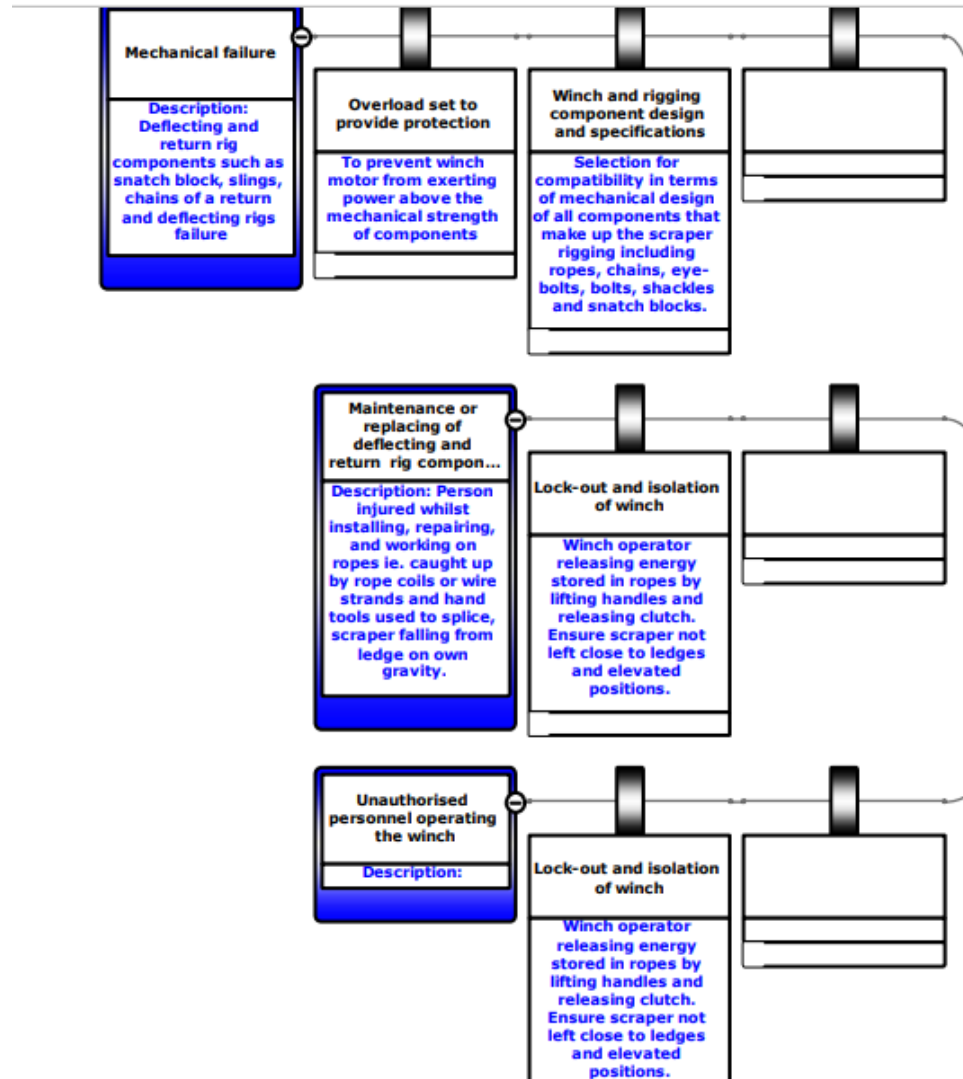 Mechanical failure
Description:
Deflecting and
return rig
components such as
snatch block, slings,
chains of a return
and deflecting rigs
failure
Overload set to
provide protection
To prevent winch
motor from exerting
power above the
mechanical strength
of components
Winch and rigging
component design
and specifications
Selection for
compatibility in terms
of mechanical design
of all components that
make up the scraper
rigging including
ropes, chains, eye-
bolts, bolts, shackles
and snatch blocks.
Maintenance or
replacing of
deflecting and
return rig compon...
Description: Person
injured whilst
installing, repairing,
and working on
ropes ie. caught up
by rope coils or wire
strands and hand
tools used to splice,
scraper falling from
ledge on own
gravity.
Lock-out and isolation
of winch
Winch operator
releasing energy
stored in ropes by
lifting handles and
releasing clutch.
Ensure scraper not
left close to ledges
and elevated
positions.
Unauthorised
personnel operating
the winch
Description:
Lock-out and isolation
of winch
Winch operator
releasing energy
stored in ropes by
lifting handles and
releasing clutch.
Ensure scraper not
left close to ledges
and elevated
positions.